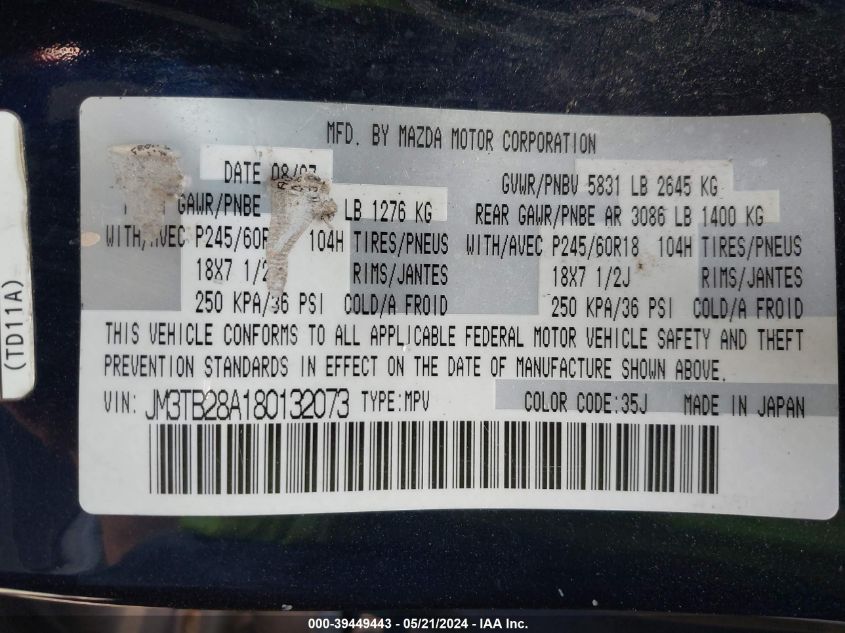 MFD. BY MAZDA MOTOR CORPORATION
DATE 08/07
GVWR/PNBV 5831 LB 2645 KG
GAWR/PNBE LB 1276 KG
REAR GAWR/PNBE AR 3086 LB 1400 KG
WITH/AVEC P245/60R 104H TIRES/PNEUS
WITH/AVEC P245/60R18 104H TIRES/PNEUS
18X7 1/2 RIMS/JANTES
18X7 1/2J RIMS/JANTES
250 KPA/36 PSI COLD/A FROID
250 KPA/36 PSI COLD/A FROID
THIS VEHICLE CONFORMS TO ALL APPLICABLE FEDERAL MOTOR VEHICLE SAFETY AND THEFT
PREVENTION STANDARDS IN EFFECT ON THE DATE OF MANUFACTURE SHOWN ABOVE.
VIN: JM3TB28A180132073 TYPE:MPV COLOR CODE:35J MADE IN JAPAN
(TD11A)
000-39449443 - 05/21/2024 - IAA Inc.